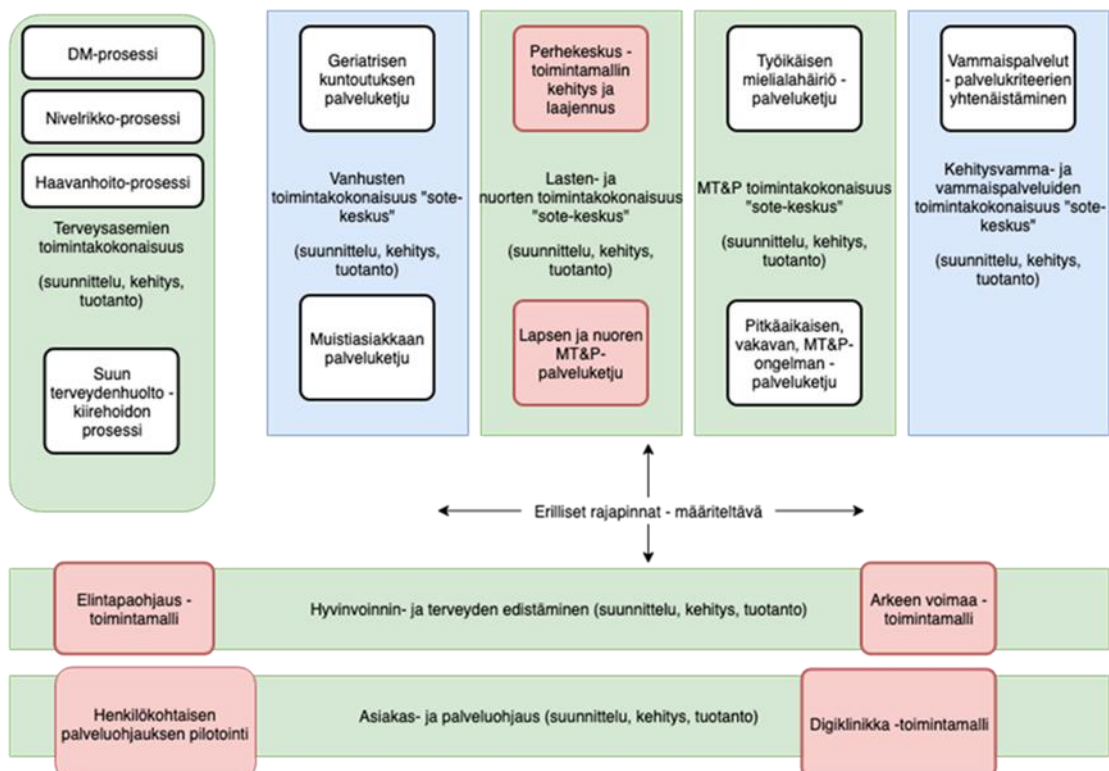 DM-prosessi
Nivelrikko-prosessi
Haavanhoito-prosessi
Terveysasemien
toimintakokonaisuus
(suunnittelu, kehitys,
tuotanto)
Suun
terveydenhuolto -
kiirehoidon
prosessi
Geriatrisen
kuntoutuksen
palveluketju
Vanhusten
toimintakokonaisuus "sote-
keskus"
(suunnittelu, kehitys,
tuotanto)
Muistiasiakkaan
palveluketju
Perhekeskus -
toimintamallin
kehitys ja
laajennus
Lasten- ja
nuorten toimintakokonaisuus
"sote-keskus"
(suunnittelu, kehitys,
tuotanto)
Lapsen ja nuoren
MT&P-
palveluketju
Työikäisen
mielialahäiriö -
palveluketju
MT&P toimintakokonaisuus
"sote-keskus"
(suunnittelu, kehitys,
tuotanto)
Pitkäaikaisen,
vakavan, MT&P-
ongelman -
palveluketju
Vammaispalvelut
- palvelukriteerien
yhtenäistäminen
Kehitysvamma- ja
vammaispalveluiden
toimintakokonaisuus "sote-
keskus"
(suunnittelu, kehitys,
tuotanto)
Erilliset rajapinnat - määriteltävä
Elintapaohjaus -
toimintamalli
Hyvinvoinnin- ja terveyden edistäminen (suunnittelu, kehitys, tuotanto)
Arkeen voimaa -
toimintamalli
Henkilökohtaisen
palveluohjauksen pilotointi
Asiakas- ja palveluohjaus (suunnittelu, kehitys, tuotanto)
Digiklinikka -toimintamalli